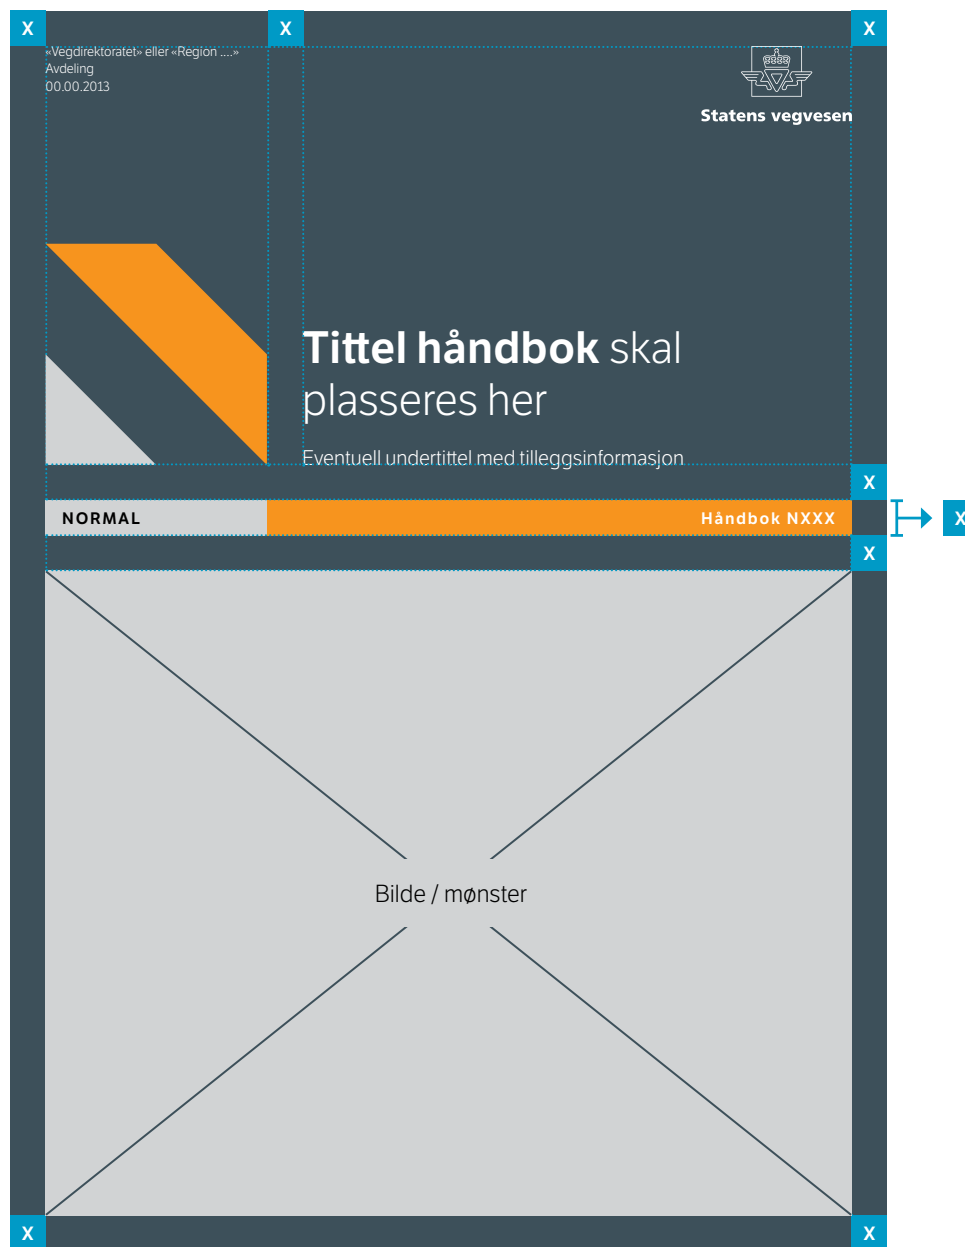 X X X
«Vegdirektoratet» eller «Region ....»
Avdeling
00.00.2013
Statens vegvesen
Tittel håndbok skal
plasseres her
Eventuell undertittel med tilleggsinformasjon
X
NORMAL Håndbok NXXX X
X
Bilde / mønster
X X